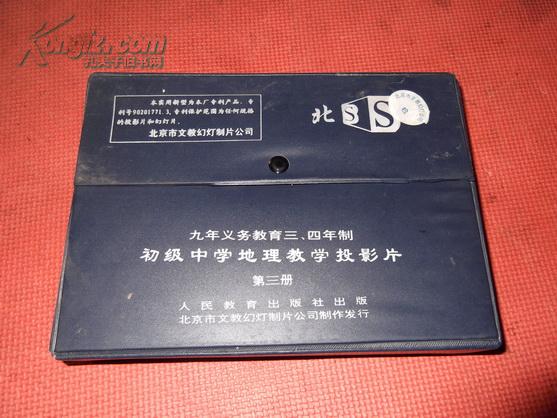 Kongfz.com
孔夫子旧书网
本实用新型为本厂专利产品，专
利号90201771.3，专利保护范围为任何规格
的投影片和幻灯片。
北京市文教幻灯制片公司
北 S S
九年义务教育三、四年制
初级中学地理教学投影片
第三册
人民教育出版社出版
北京市文教幻灯制片公司制作发行